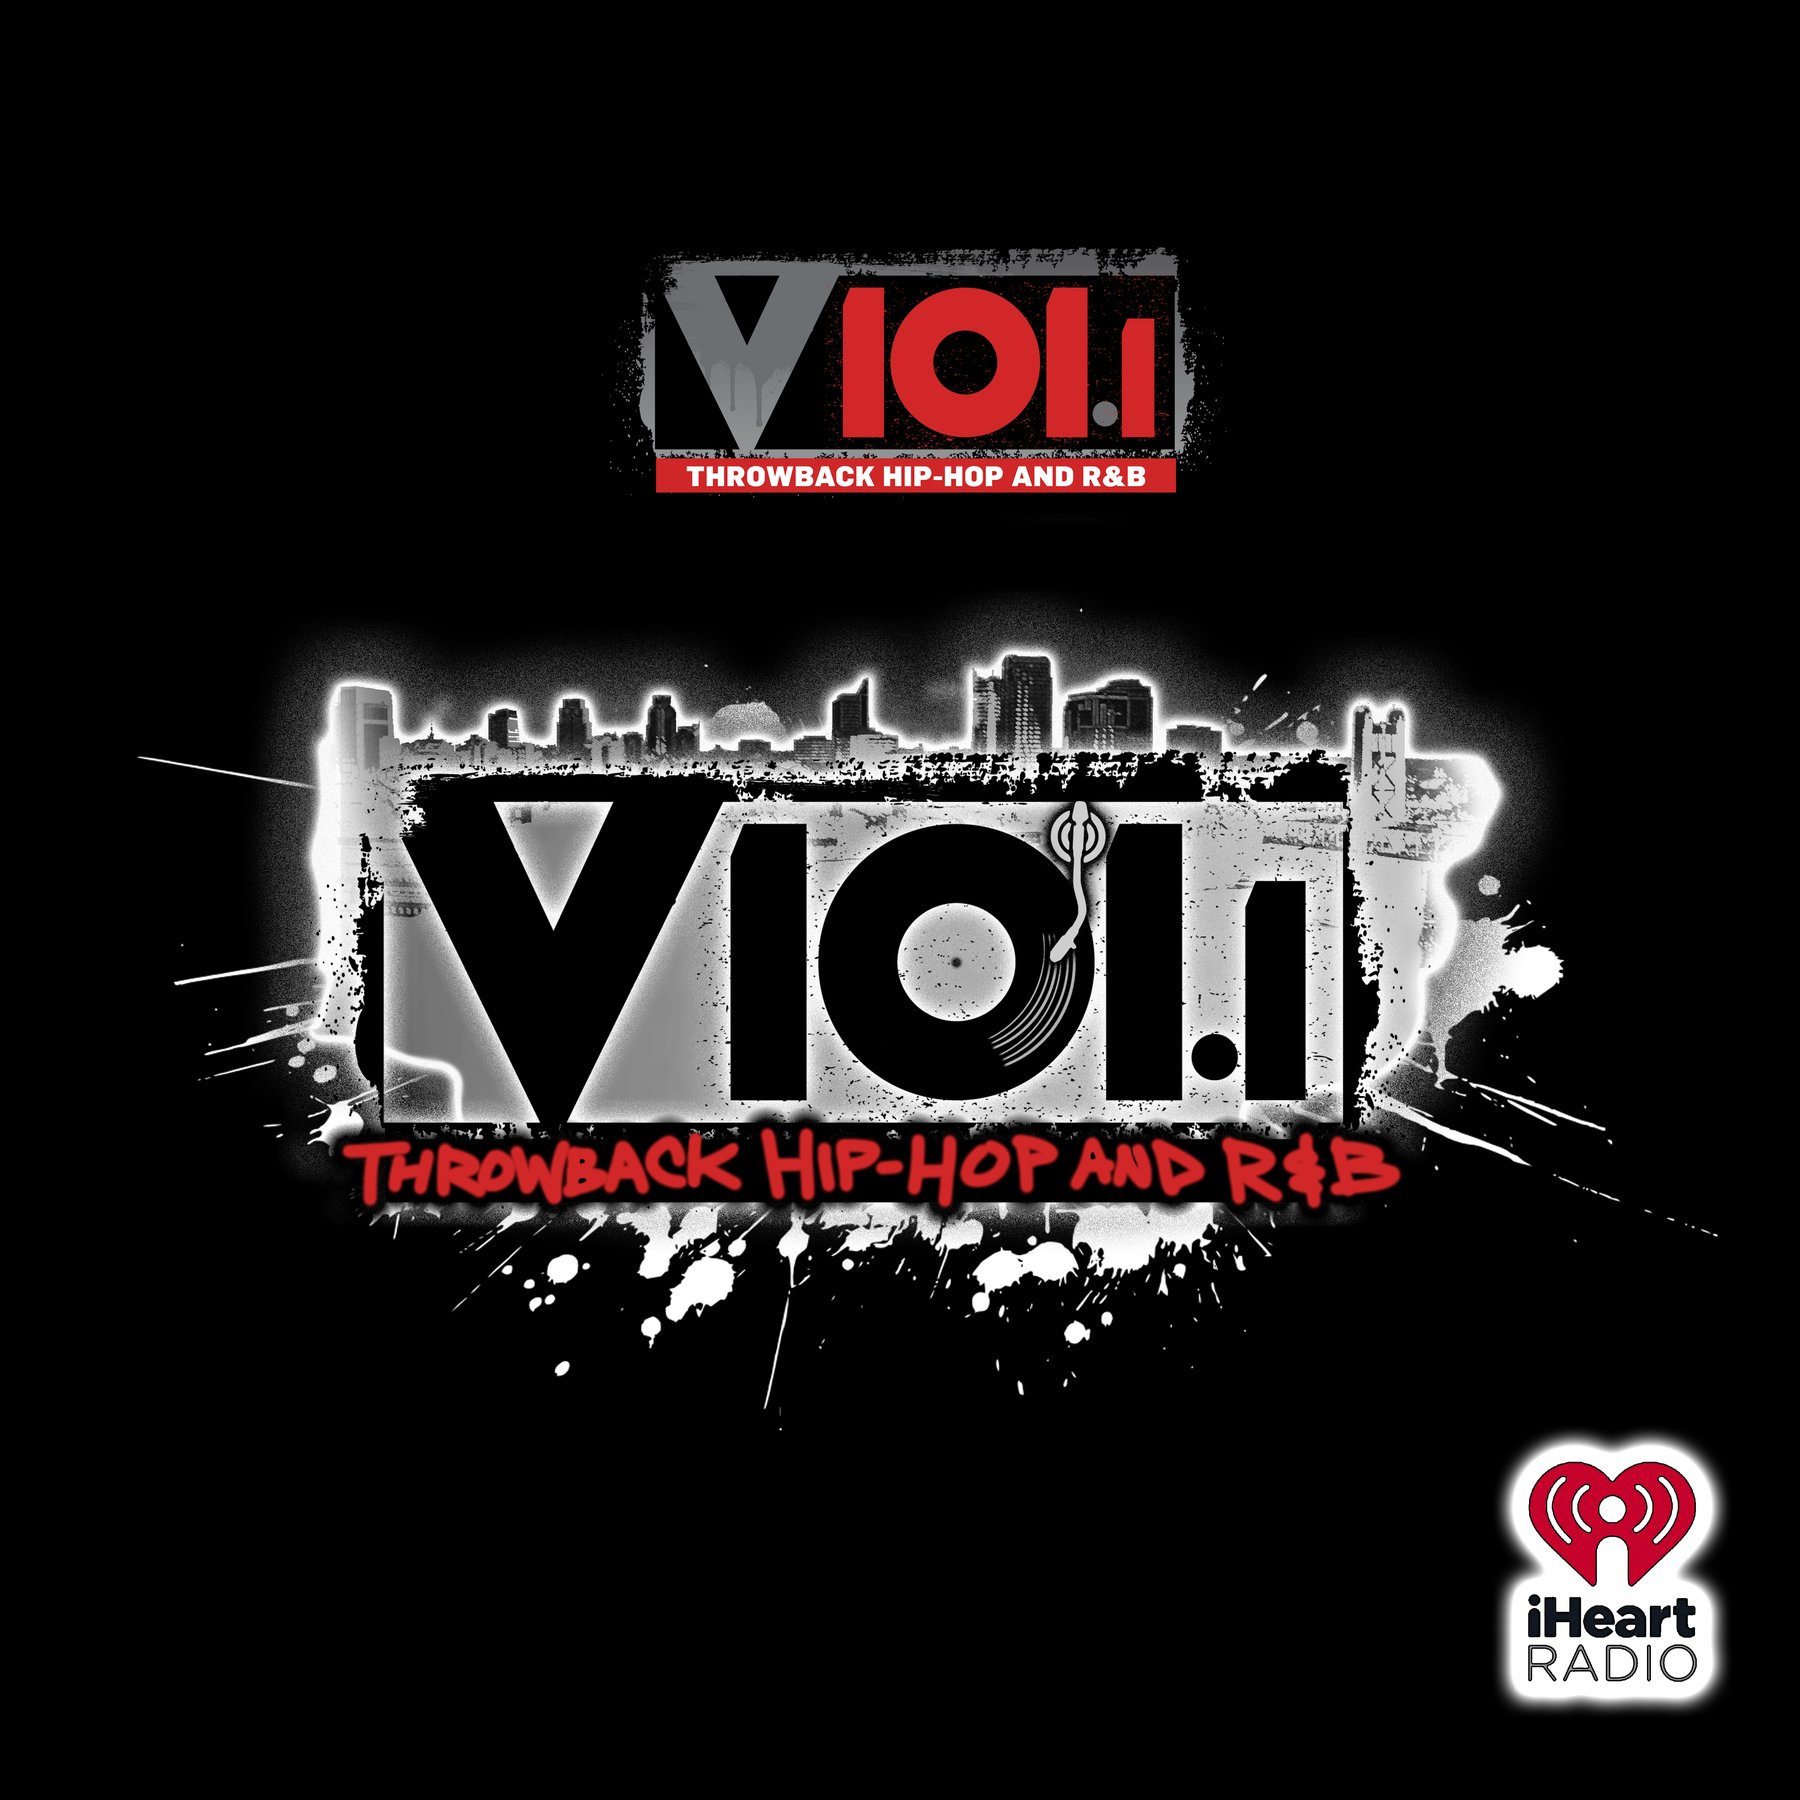 V101.1
THROWBACK HIP-HOP AND R&B
V101.1
THROWBACK HIP-HOP AND R&B
iHeart
RADIO